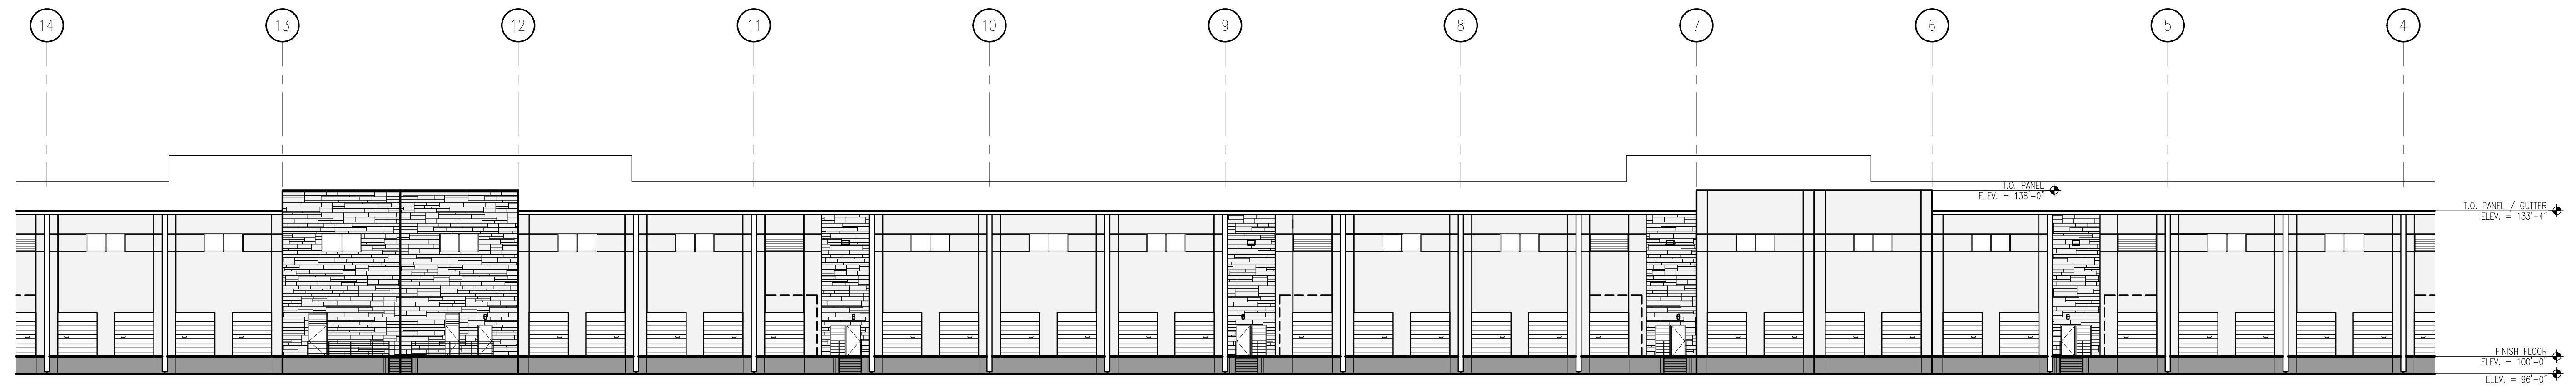 14 13 12 11 10 9 8 7 6 5 4
T.O. PANEL
ELEV. = 138'-0"
T.O. PANEL / GUTTER
ELEV. = 133'-4"
FINISH FLOOR
ELEV. = 100'-0"
ELEV. = 96'-0"